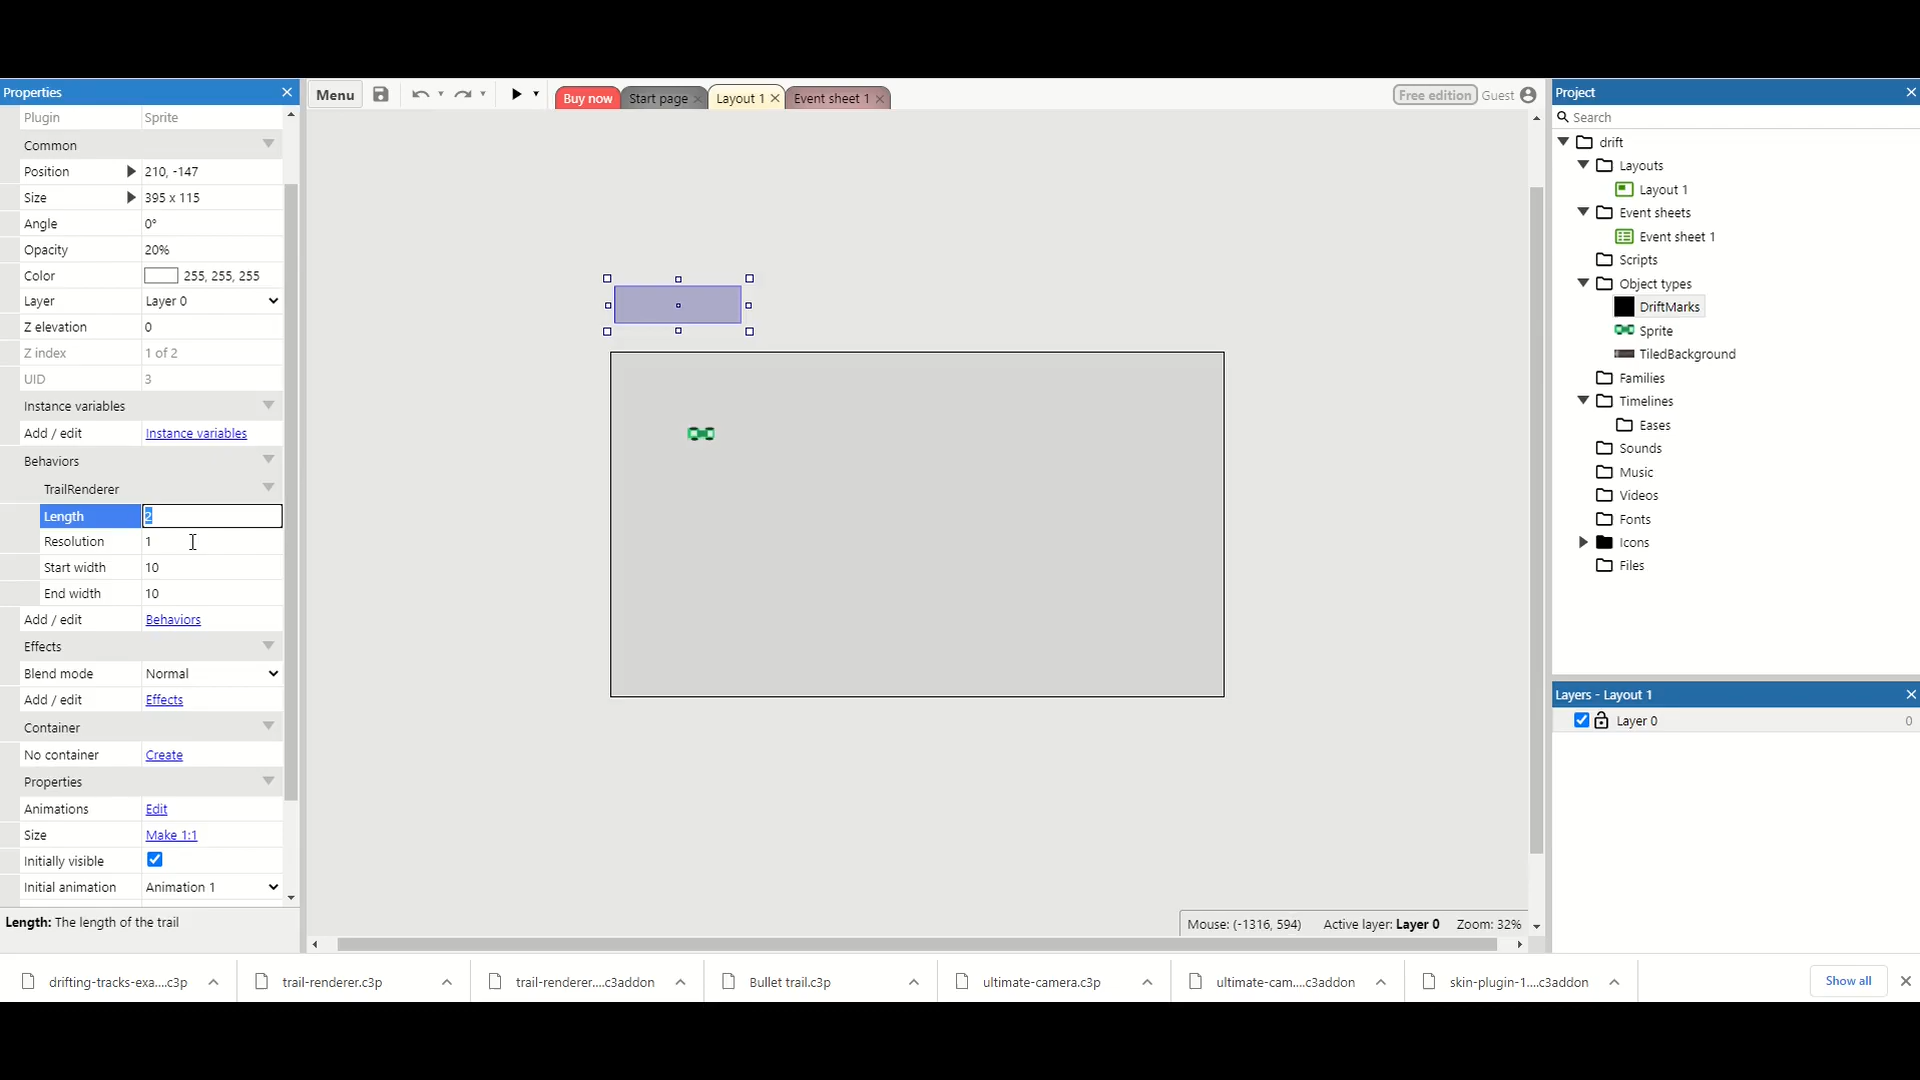 Properties
Plugin Sprite
Common
Position 210, -147
Size 395 x 115
Angle 0°
Opacity 20%
Color 255, 255, 255
Layer Layer 0
Z elevation 0
Z index 1 of 2
UID 3
Instance variables
Add / edit Instance variables
Behaviors
TrailRenderer
Length 2
Resolution 1
Start width 10
End width 10
Add / edit Behaviors
Effects
Blend mode Normal
Add / edit Effects
Container
No container Create
Properties
Animations Edit
Size Make 1:1
Initially visible
Initial animation Animation 1
Length: The length of the trail
Menu
Buy now Start page Layout 1 Event sheet 1
Free edition Guest
Mouse: (-1316, 594) Active layer: Layer 0 Zoom: 32%
Project
Search
drift
Layouts
Layout 1
Event sheets
Event sheet 1
Scripts
Object types
DriftMarks
Sprite
TiledBackground
Families
Timelines
Eases
Sounds
Music
Videos
Fonts
Icons
Files
Layers - Layout 1
Layer 0 0
drifting-tracks-exa....c3p trail-renderer.c3p trail-renderer....c3addon Bullet trail.c3p ultimate-camera.c3p ultimate-cam....c3addon skin-plugin-1....c3addon Show all